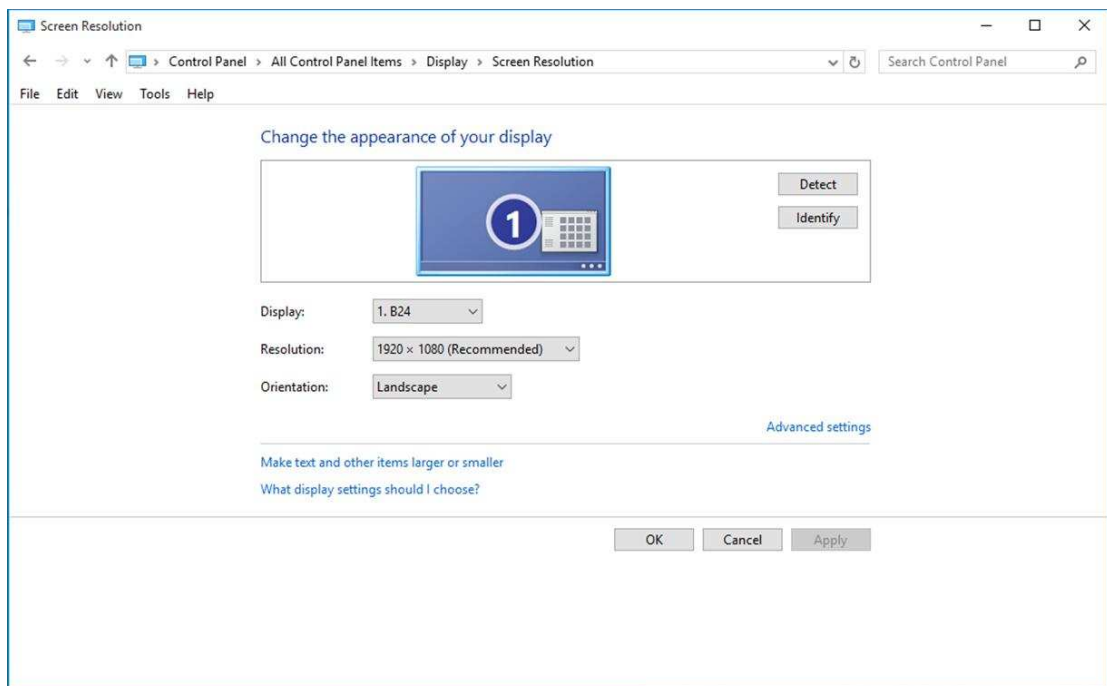 Screen Resolution
Control Panel > All Control Panel Items > Display > Screen Resolution
Search Control Panel
File Edit View Tools Help
Change the appearance of your display
1
Detect
Identify
Display: 1. B24
Resolution: 1920 × 1080 (Recommended)
Orientation: Landscape
Advanced settings
Make text and other items larger or smaller
What display settings should I choose?
OK Cancel Apply